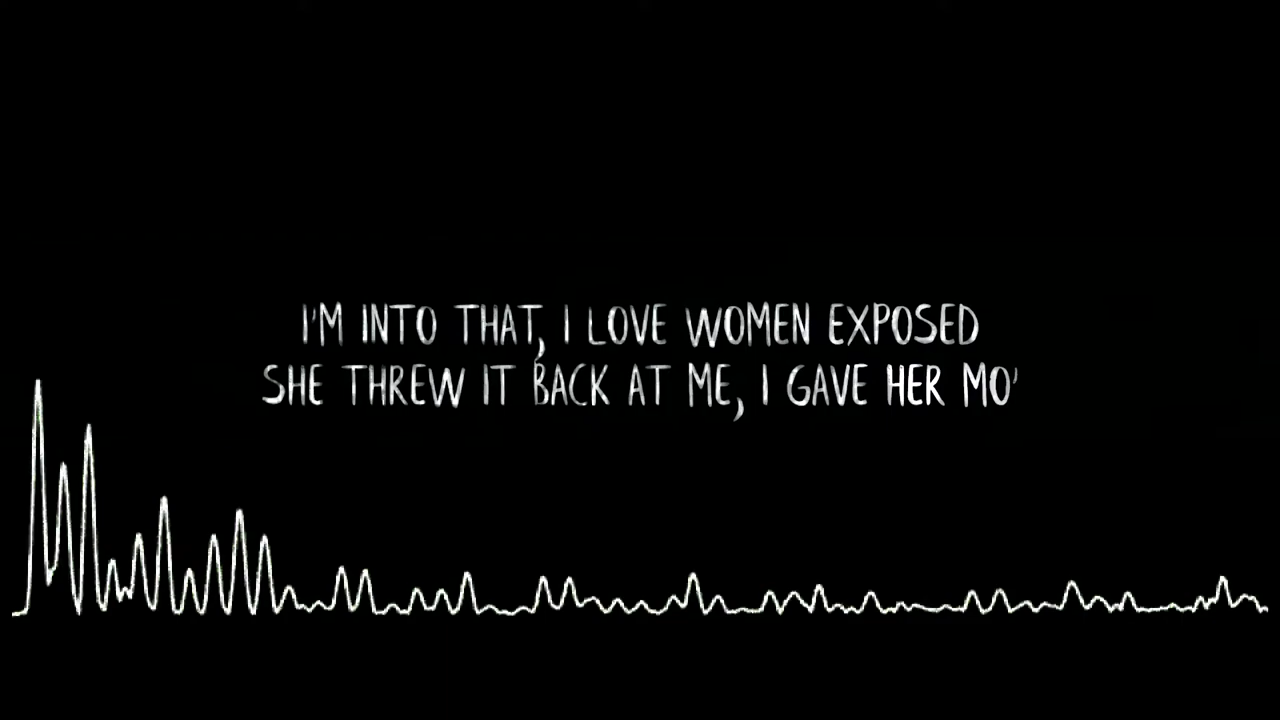 I'M INTO THAT, I LOVE WOMEN EXPOSED
SHE THREW IT BACK AT ME, I GAVE HER MO'